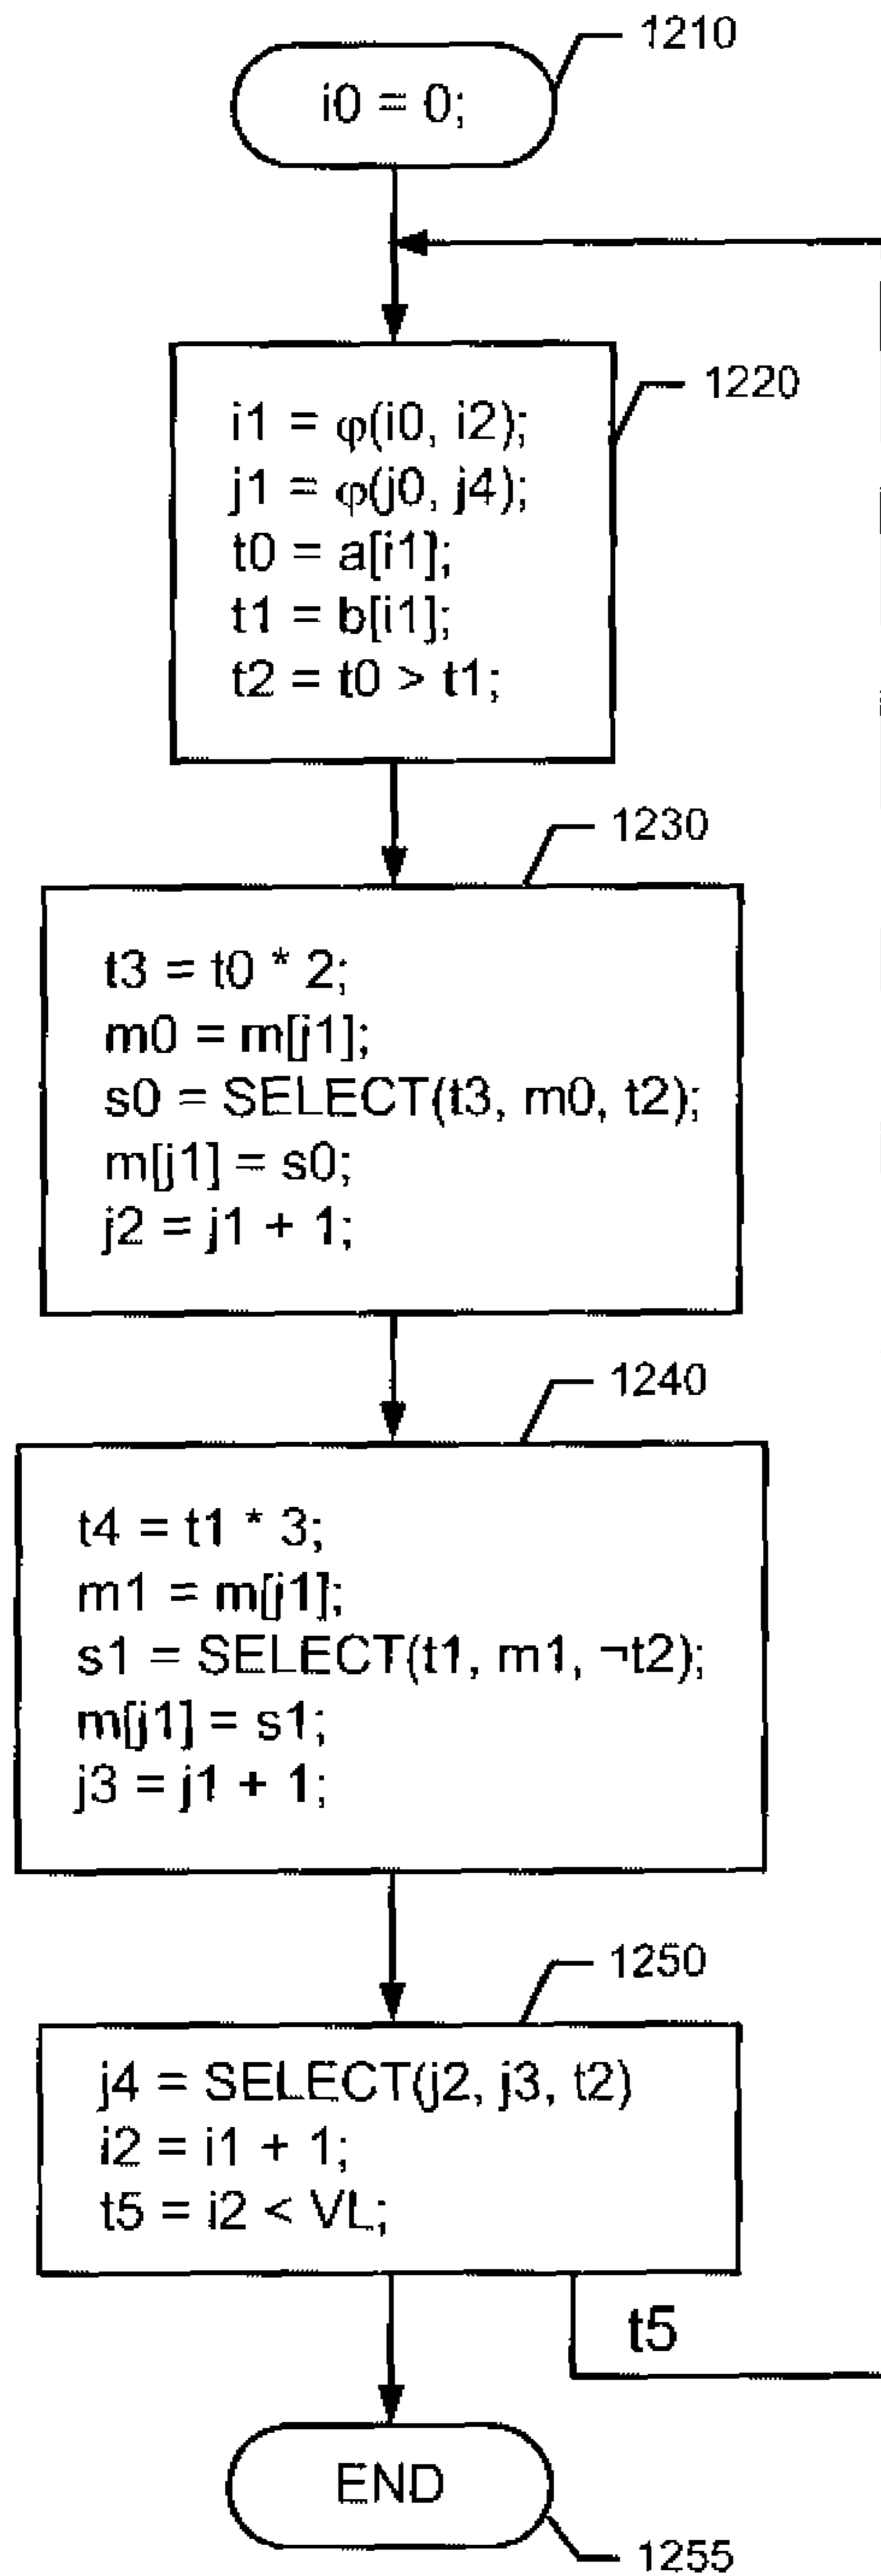 1210
i0 = 0;
1220
i1 = φ(i0, i2);
j1 = φ(j0, j4);
t0 = a[i1];
t1 = b[i1];
t2 = t0 > t1;
1230
t3 = t0 * 2;
m0 = m[j1];
s0 = SELECT(t3, m0, t2);
m[j1] = s0;
j2 = j1 + 1;
1240
t4 = t1 * 3;
m1 = m[j1];
s1 = SELECT(t1, m1, ¬t2);
m[j1] = s1;
j3 = j1 + 1;
1250
j4 = SELECT(j2, j3, t2)
i2 = i1 + 1;
t5 = i2 < VL;
t5
END
1255